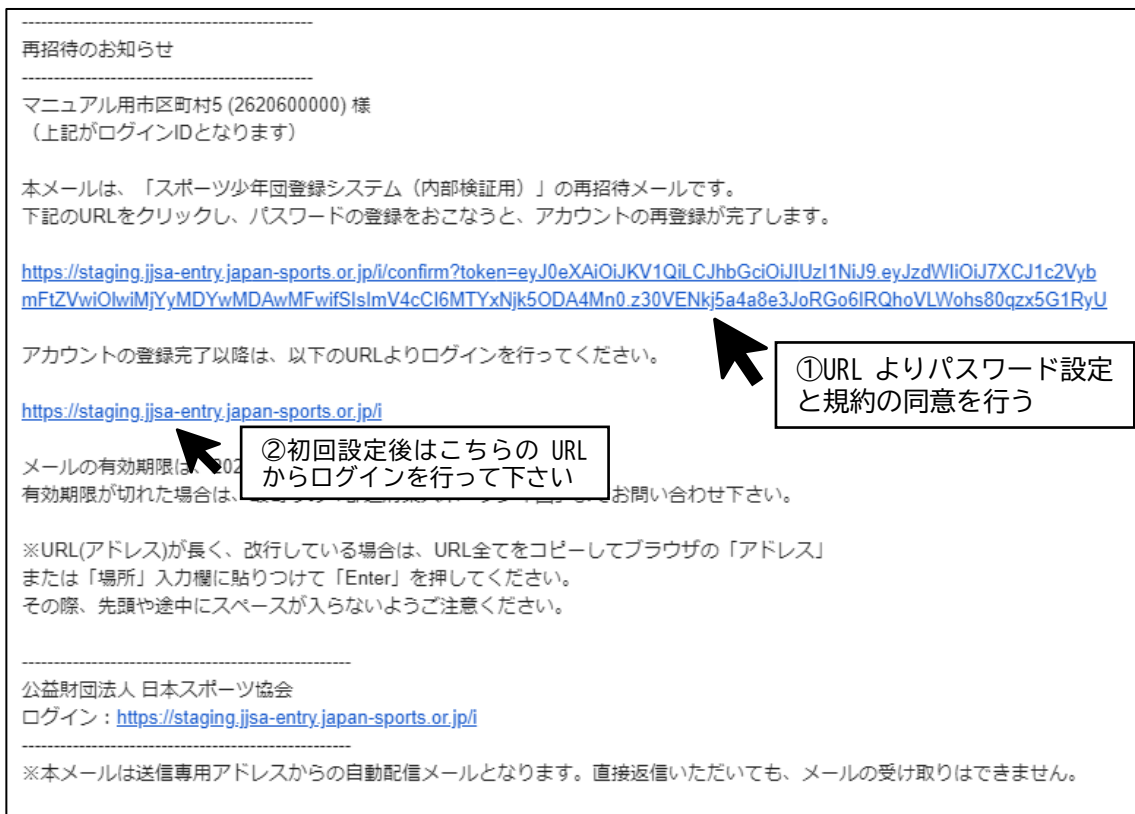 ----------------------------------------------
再招待のお知らせ
----------------------------------------------
マニュアル用市区町村5 (2620600000) 様
（上記がログインIDとなります）
本メールは、「スポーツ少年団登録システム（内部検証用）」の再招待メールです。
下記のURLをクリックし、パスワードの登録をおこなうと、アカウントの再登録が完了します。
https://staging.jjsa-entry.japan-sports.or.jp/i/confirm?token=eyJ0eXAiOiJKV1QiLCJhbGciOiJIUzI1NiJ9.eyJzdWIiOiJ7XCJ1c2Vyb
mFtZVwiOlwiMjYyMDYwMDAwMFwifSIsImV4cCI6MTYxNjk5ODA4Mn0.z30VENkj5a4a8e3JoRGo6IRQhoVLWohs80qzx5G1RyU
アカウントの登録完了以降は、以下のURLよりログインを行ってください。
①URL よりパスワード設定
と規約の同意を行う
https://staging.jjsa-entry.japan-sports.or.jp/i
②初回設定後はこちらの URL
からログインを行って下さい
メールの有効期限は、202
有効期限が切れた場合は、お問い合わせ下さい。
※URL(アドレス)が長く、改行している場合は、URL全てをコピーしてブラウザの「アドレス」
または「場所」入力欄に貼りつけて「Enter」を押してください。
その際、先頭や途中にスペースが入らないようご注意ください。
----------------------------------------------------
公益財団法人 日本スポーツ協会
ログイン：https://staging.jjsa-entry.japan-sports.or.jp/i
----------------------------------------------------
※本メールは送信専用アドレスからの自動配信メールとなります。直接返信いただいても、メールの受け取りはできません。